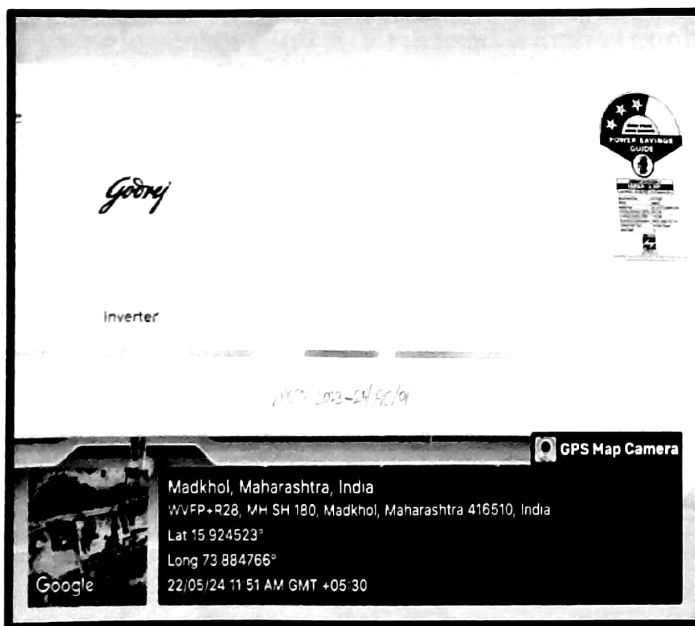 Godrej
POWER SAVINGS
GUIDE
Inverter
GPS Map Camera
Madkhol, Maharashtra, India
WVFP+R28, MH SH 180, Madkhol, Maharashtra 416510, India
Lat 15.924523°
Long 73.884766°
22/05/24 11:51 AM GMT +05:30
Google